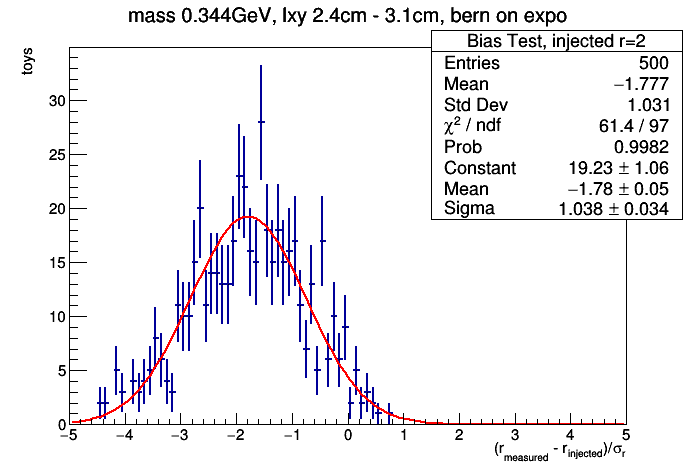 mass 0.344GeV, lxy 2.4cm - 3.1cm, bern on expo
toys
Bias Test, injected r=2
Entries 500
Mean −1.777
Std Dev 1.031
χ² / ndf 61.4 / 97
Prob 0.9982
Constant 19.23 ± 1.06
Mean −1.78 ± 0.05
Sigma 1.038 ± 0.034
30
25
20
15
10
5
0
−5 −4 −3 −2 −1 0 1 2 3 4 5
(r_measured - r_injected)/σ_r